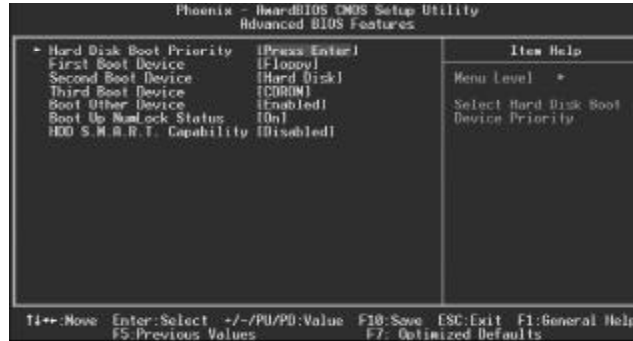 Phoenix - AwardBIOS CMOS Setup Utility
Advanced BIOS Features
Hard Disk Boot Priority [Press Enter]
First Boot Device [Floppy]
Second Boot Device [Hard Disk]
Third Boot Device [CDROM]
Boot Other Device [Enabled]
Boot Up NumLock Status [On]
HDD S.M.A.R.T. Capability [Disabled]
Item Help
Menu Level ►
Select Hard Disk Boot
Device Priority
↑↓→←:Move Enter:Select +/-/PU/PD:Value F10:Save ESC:Exit F1:General Help
F5:Previous Values F7: Optimized Defaults